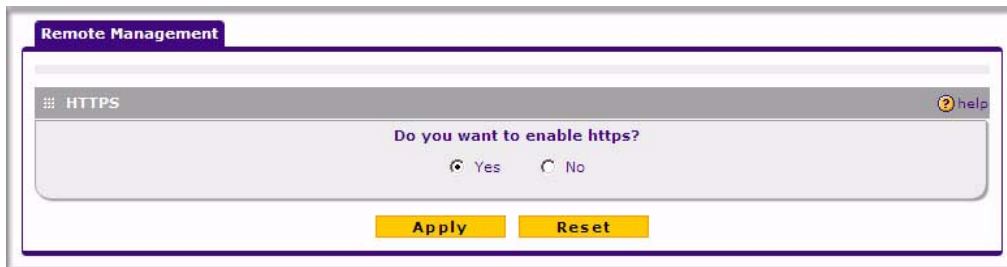 Remote Management
HTTPS
? help
Do you want to enable https?
Yes No
Apply Reset